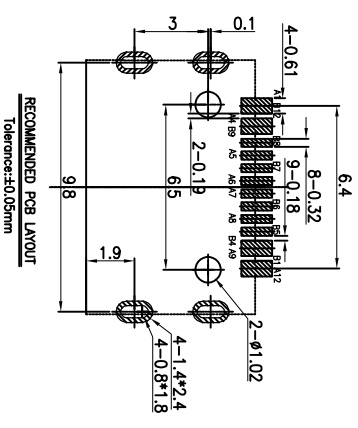 3
0.1
4-0.61
A1
B12
A4
B9
B8
A5
B7
A6
A7
B6
A8
B5
B4
A9
B1
A12
2-0.19
9-0.18
8-0.32
6.4
6.5
9.8
1.9
2-ø1.02
4-1.4*2.4
4-0.8*1.8
RECOMMENDED PCB LAYOUT
Tolerance:±0.05mm